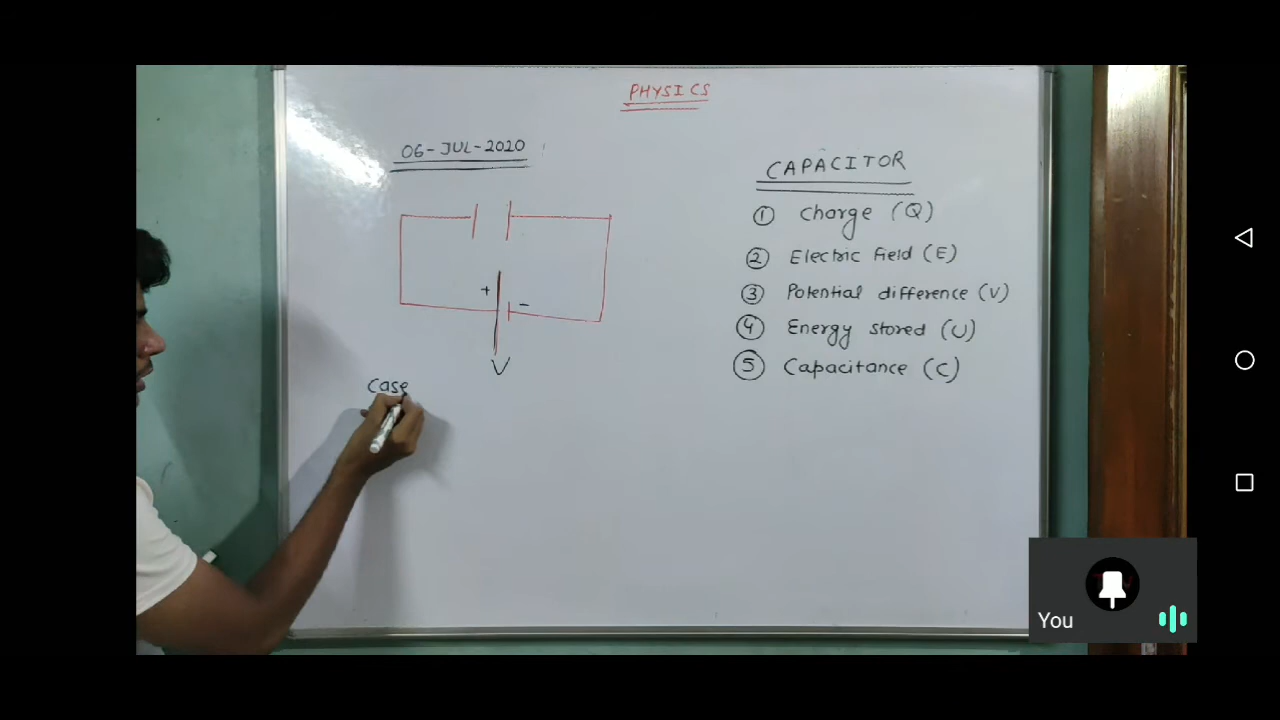 PHYSICS
06-JUL-2020
+
-
V
Case
CAPACITOR
① Charge (Q)
② Electric field (E)
③ Potential difference (V)
④ Energy stored (U)
⑤ Capacitance (C)
You